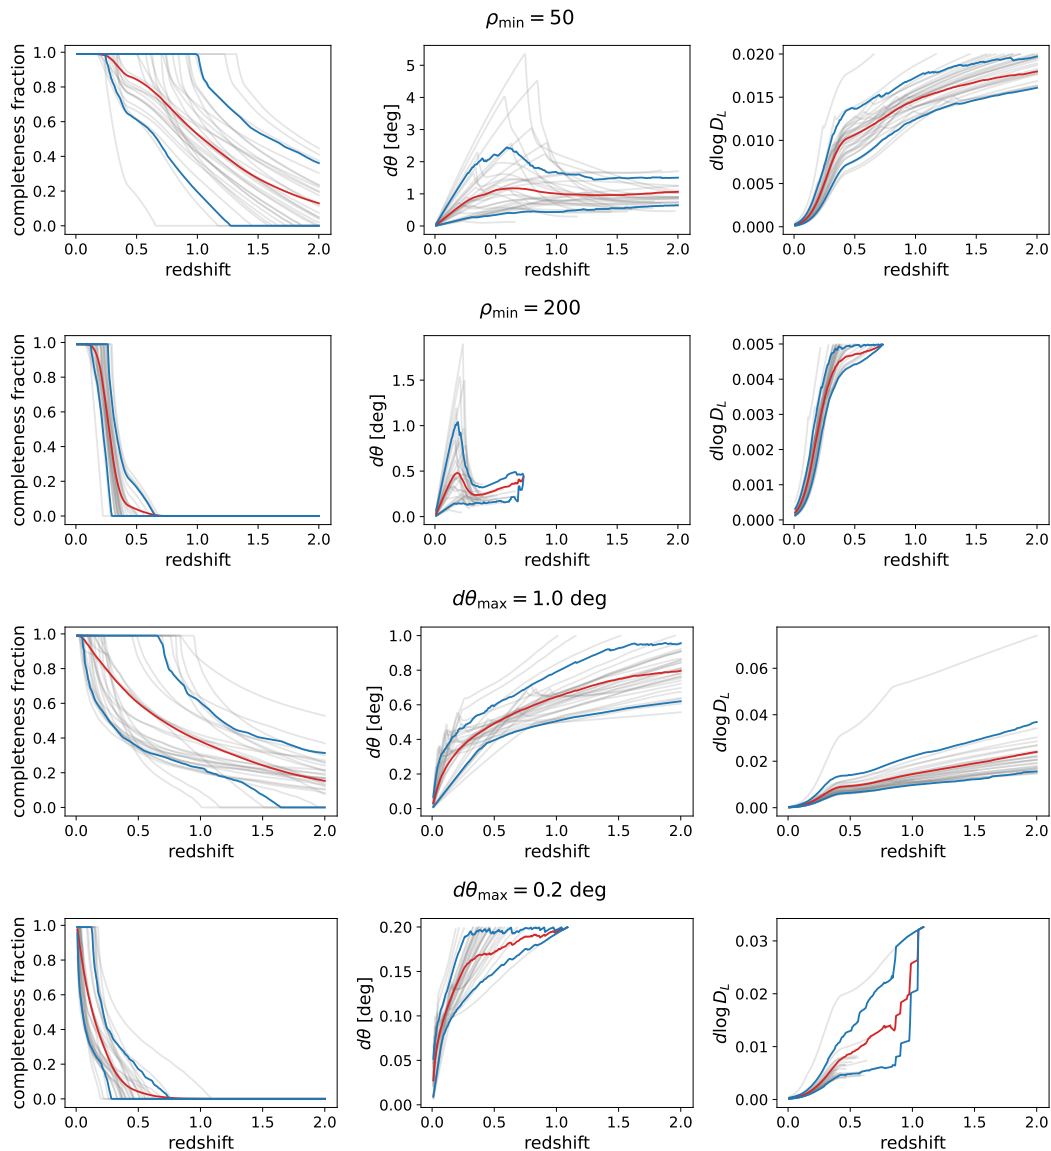 ρmin = 50
completeness fraction
1.0
0.8
0.6
0.4
0.2
0.0
0.0 0.5 1.0 1.5 2.0
redshift
dθ [deg]
5
4
3
2
1
0
0.0 0.5 1.0 1.5 2.0
redshift
d log D_L
0.020
0.015
0.010
0.005
0.000
0.0 0.5 1.0 1.5 2.0
redshift
ρmin = 200
completeness fraction
1.0
0.8
0.6
0.4
0.2
0.0
0.0 0.5 1.0 1.5 2.0
redshift
dθ [deg]
1.5
1.0
0.5
0.0
0.0 0.5 1.0 1.5 2.0
redshift
d log D_L
0.005
0.004
0.003
0.002
0.001
0.000
0.0 0.5 1.0 1.5 2.0
redshift
dθmax = 1.0 deg
completeness fraction
1.0
0.8
0.6
0.4
0.2
0.0
0.0 0.5 1.0 1.5 2.0
redshift
dθ [deg]
1.0
0.8
0.6
0.4
0.2
0.0
0.0 0.5 1.0 1.5 2.0
redshift
d log D_L
0.06
0.04
0.02
0.00
0.0 0.5 1.0 1.5 2.0
redshift
dθmax = 0.2 deg
completeness fraction
1.0
0.8
0.6
0.4
0.2
0.0
0.0 0.5 1.0 1.5 2.0
redshift
dθ [deg]
0.20
0.15
0.10
0.05
0.00
0.0 0.5 1.0 1.5 2.0
redshift
d log D_L
0.03
0.02
0.01
0.00
0.0 0.5 1.0 1.5 2.0
redshift